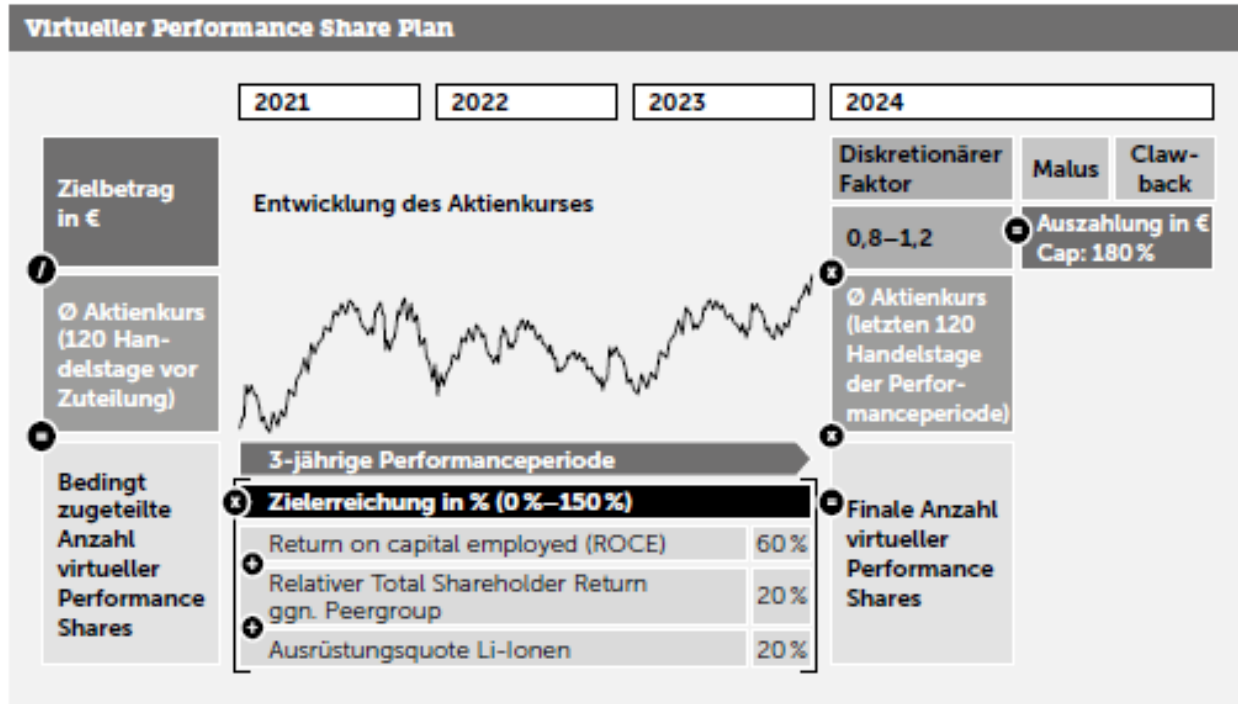 Virtueller Performance Share Plan
2021
2022
2023
2024
Zielbetrag
in €
/
Ø Aktienkurs
(120 Han-
delstage vor
Zuteilung)
=
Bedingt
zugeteilte
Anzahl
virtueller
Performance
Shares
Entwicklung des Aktienkurses
3-jährige Performanceperiode
x
Zielerreichung in % (0 %–150 %)
Return on capital employed (ROCE) 60 %
+
Relativer Total Shareholder Return
ggn. Peergroup 20 %
+
Ausrüstungsquote Li-Ionen 20 %
Diskretionärer
Faktor
0,8–1,2
x
Ø Aktienkurs
(letzten 120
Handelstage
der Perfor-
manceperiode)
x
=
Finale Anzahl
virtueller
Performance
Shares
Malus
Claw-
back
=
Auszahlung in €
Cap: 180 %